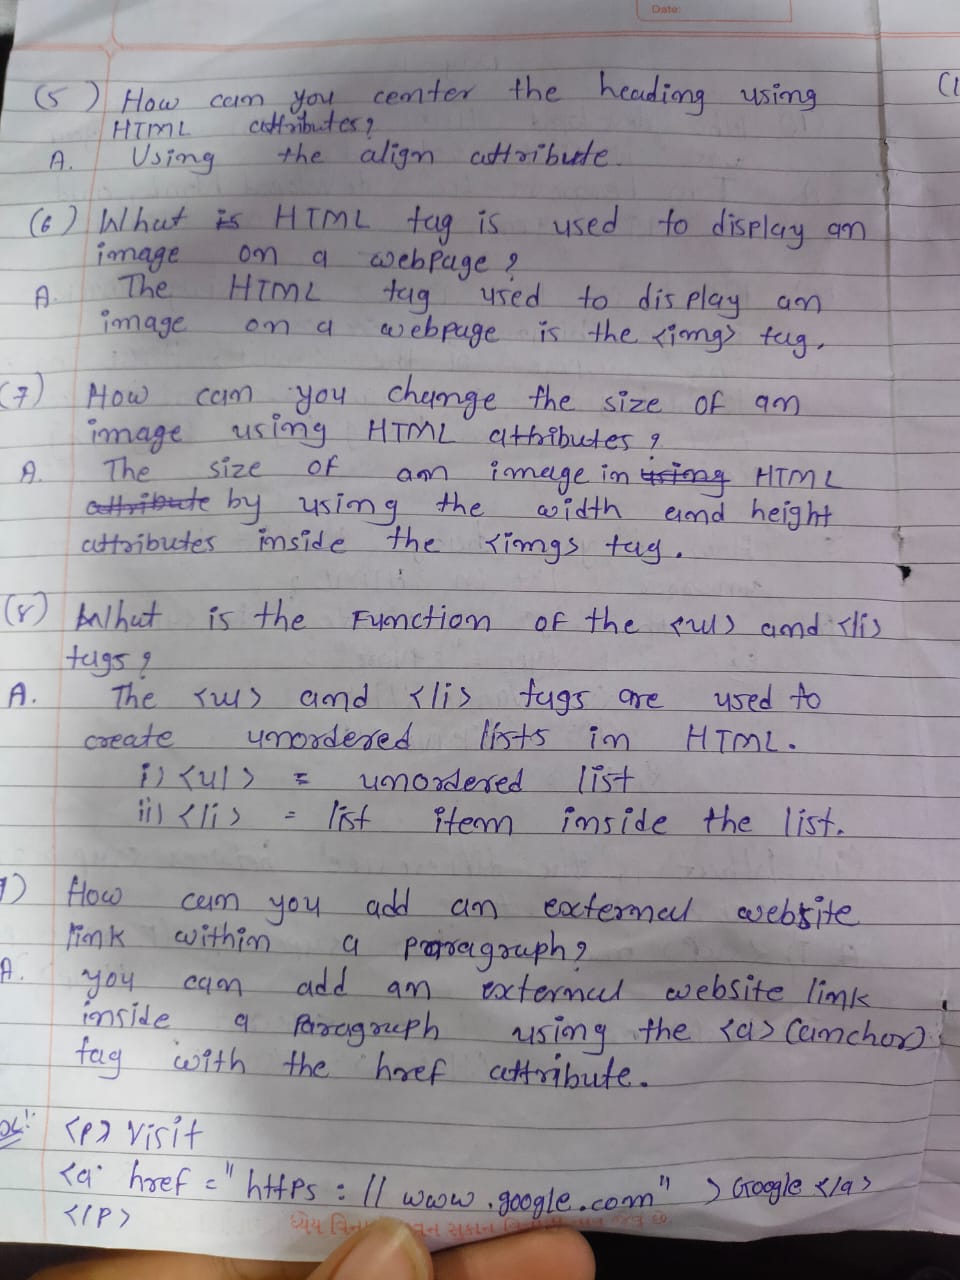 Date:
(5) How can you center the heading using
HTML attributes?
A. Using the align attribute.
(6) What is HTML tag is used to display an
image on a webpage?
A. The HTML tag used to display an
image on a webpage is the <img> tag.
(7) How can you change the size of an
image using HTML attributes?
A. The size of an image in using HTML
attribute by using the width and height
attributes inside the <imgs tag.
(8) What is the Function of the <ul> and <li>
tags?
A. The <ul> and <li> tags are used to
create unordered lists in HTML.
i) <ul> = unordered list
ii) <li> = list item inside the list.
9) How can you add an external website
link within a paragraph?
A. you can add an external website link
inside a Paragraph using the <a> (anchor)
tag with the href attribute.
<p> Visit
<a href = "https://www.google.com" > Google </a>
</P>